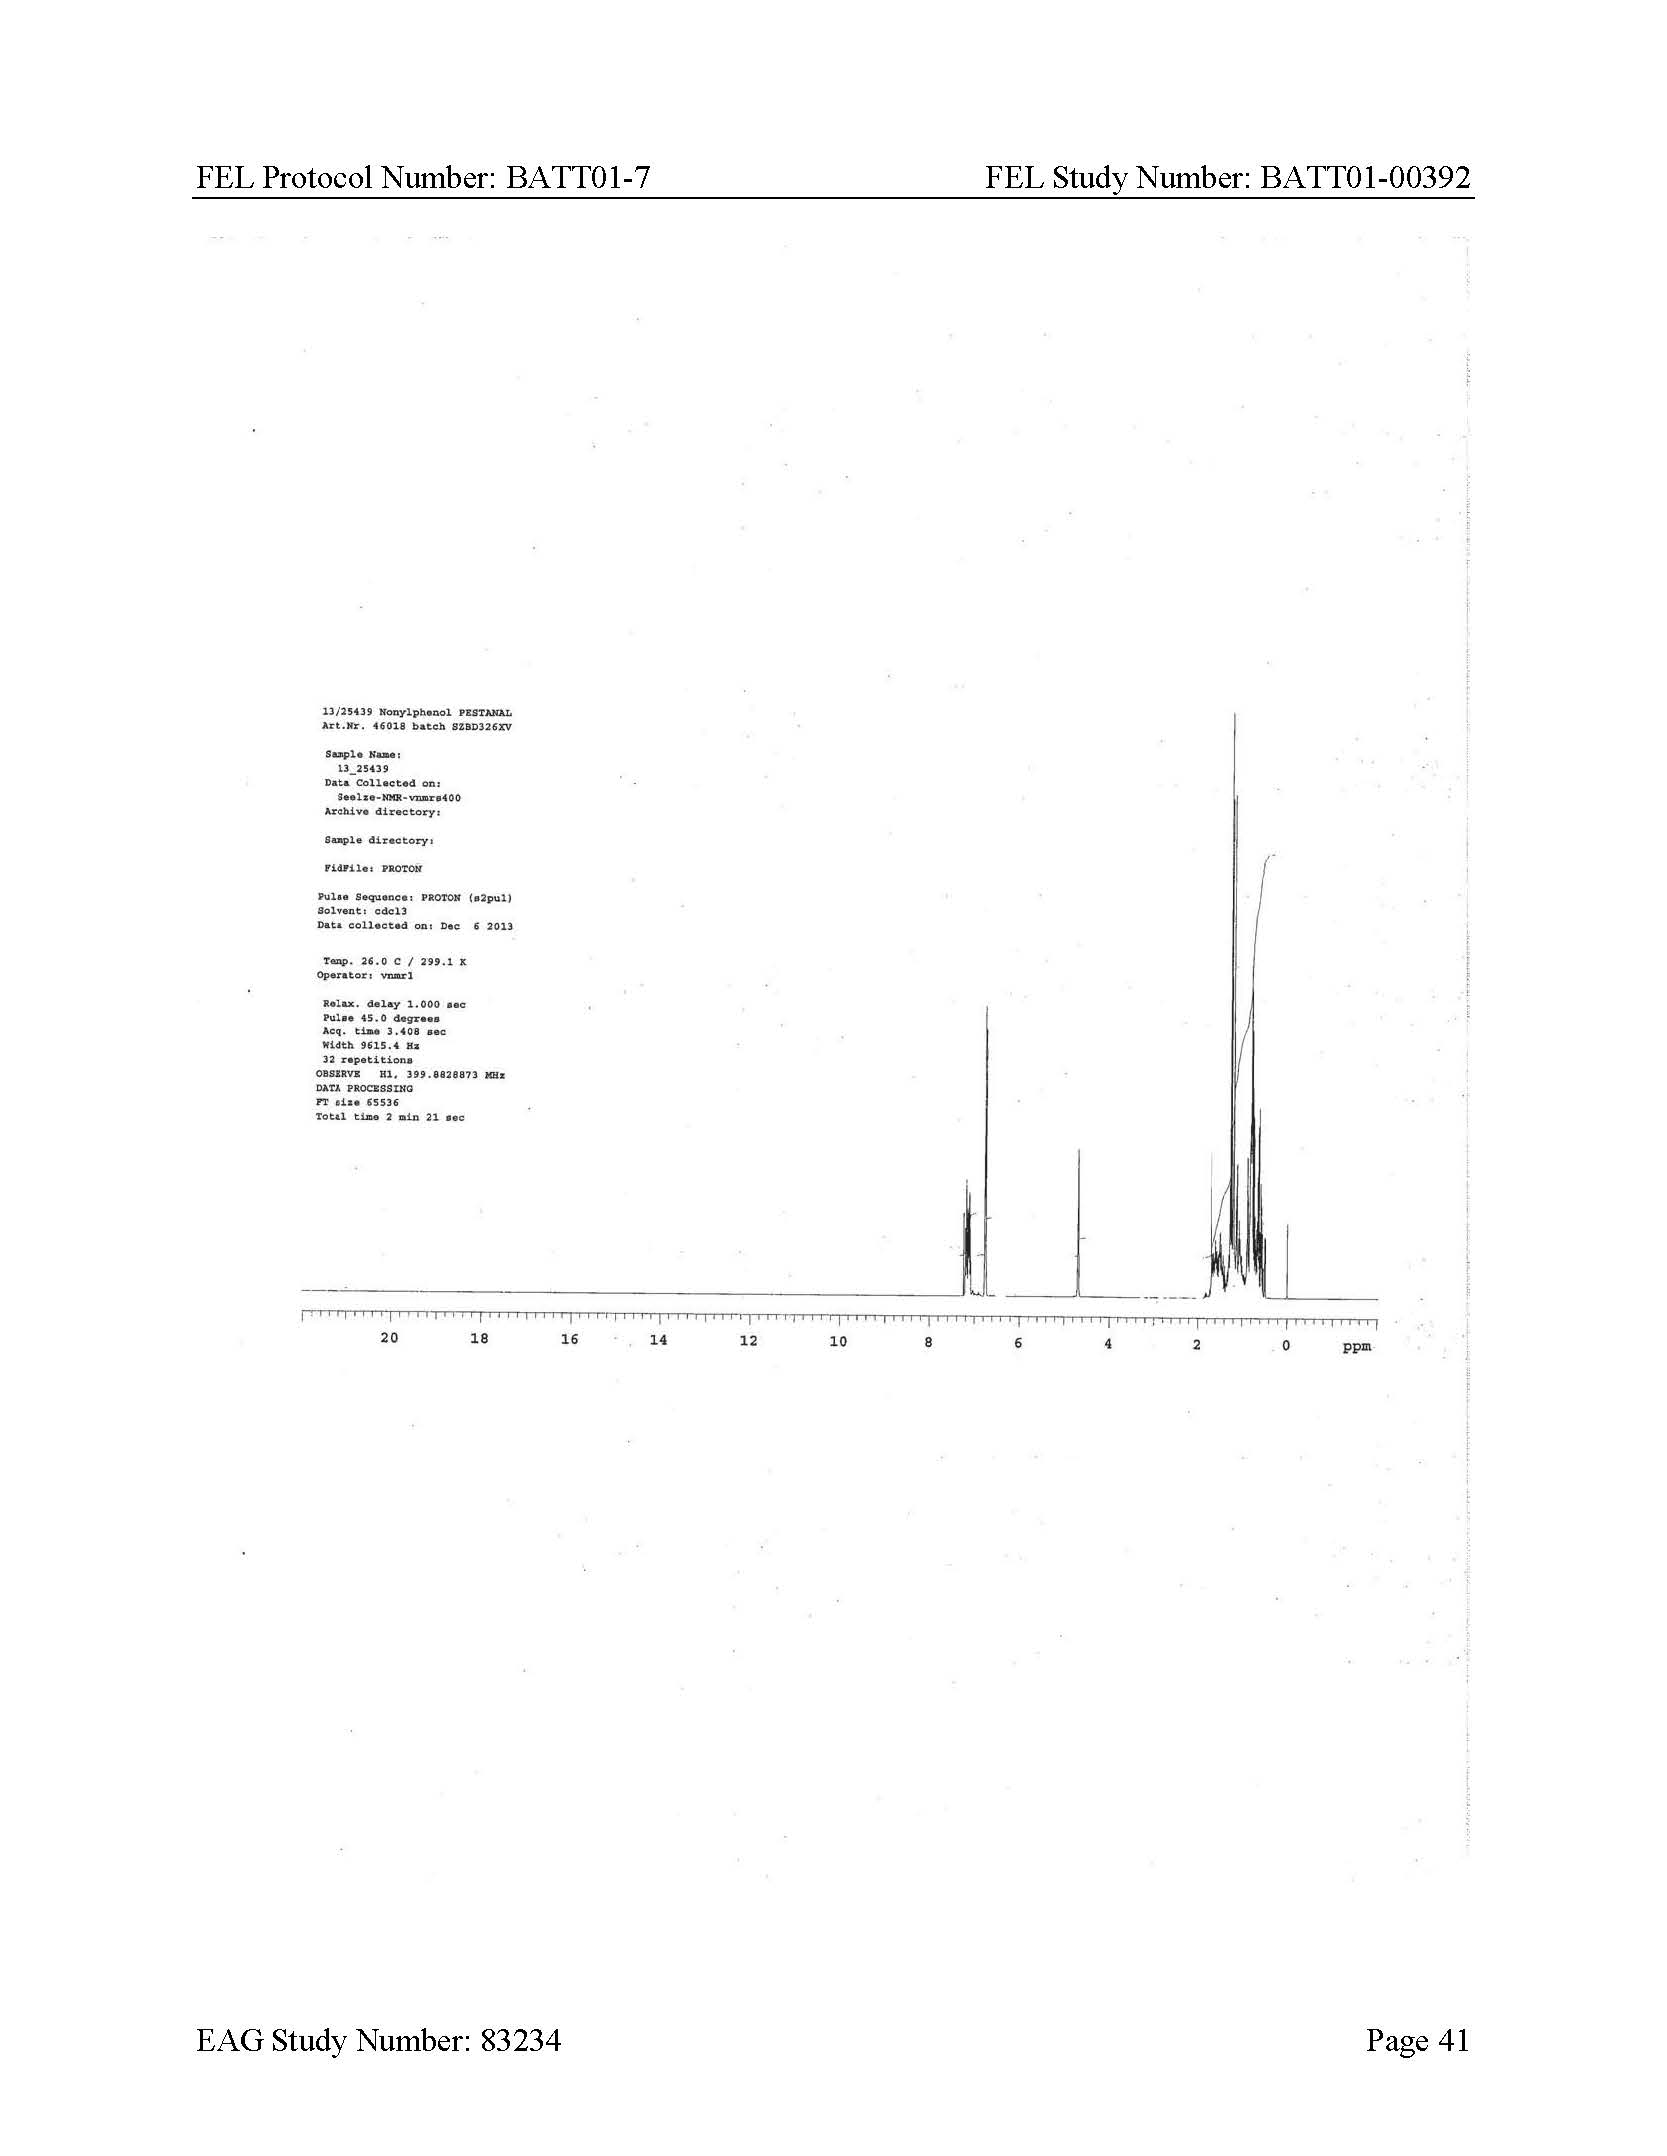 FEL Protocol Number: BATT01-7 FEL Study Number: BATT01-00392
13/25439 Nonylphenol PESTANAL
Art.Nr. 46018 batch SZBD326XV
Sample Name:
13_25439
Data Collected on:
Seelze-NMR-vnmrs400
Archive directory:
Sample directory:
FidFile: PROTON
Pulse Sequence: PROTON (s2pul)
Solvent: cdcl3
Data collected on: Dec 6 2013
Temp. 26.0 C / 299.1 K
Operator: vnmr1
Relax. delay 1.000 sec
Pulse 45.0 degrees
Acq. time 3.408 sec
Width 9615.4 Hz
32 repetitions
OBSERVE H1, 399.8828873 MHz
DATA PROCESSING
FT size 65536
Total time 2 min 21 sec
20 18 16 14 12 10 8 6 4 2 0 ppm
EAG Study Number: 83234 Page 41